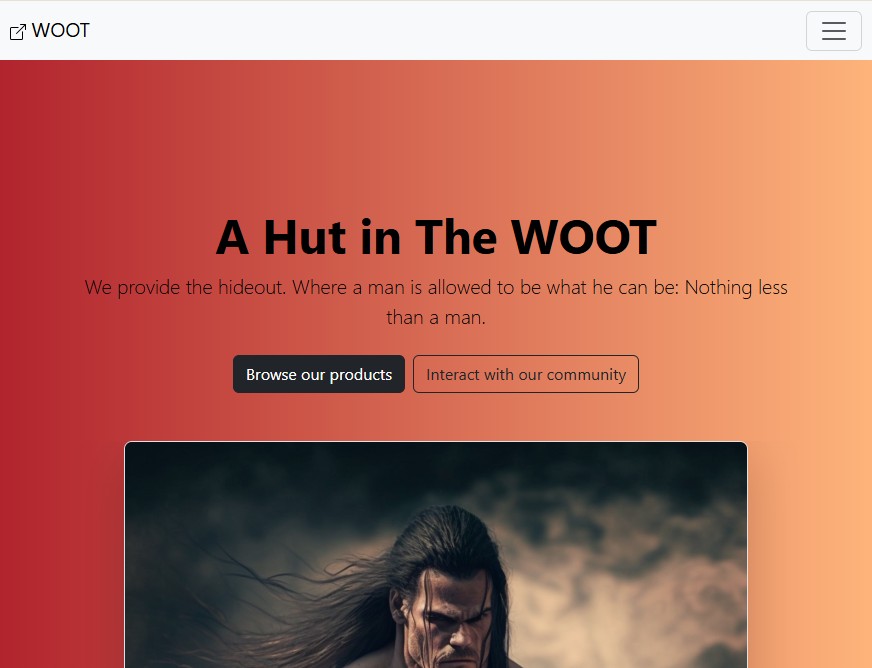 WOOT
A Hut in The WOOT
We provide the hideout. Where a man is allowed to be what he can be: Nothing less
than a man.
Browse our products
Interact with our community